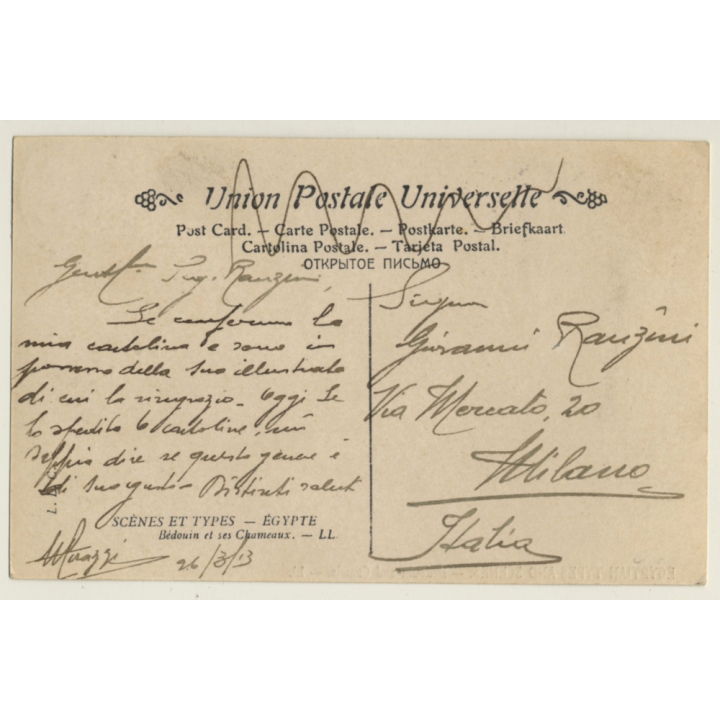 Union Postale Universelle
Post Card. – Carte Postale. – Postkarte. – Briefkaart
Cartolina Postale. – Tarjeta Postal.
ОТКРЫТОЕ ПИСЬМО
Ranzini,
Le confermo la
mia cartolina e sono in
possesso della Sua illustrata
di cui la ringrazio. Oggi Le
ho spedito 6 cartoline, mi
sappia dire se questo genere è
di Suo gusto – Distinti saluti
SCÈNES ET TYPES – ÉGYPTE
Bédouin et ses Chameaux. – LL
26/3/13
Signor
Giovanni Ranzini
Via Mercato, 20
Milano
Italia